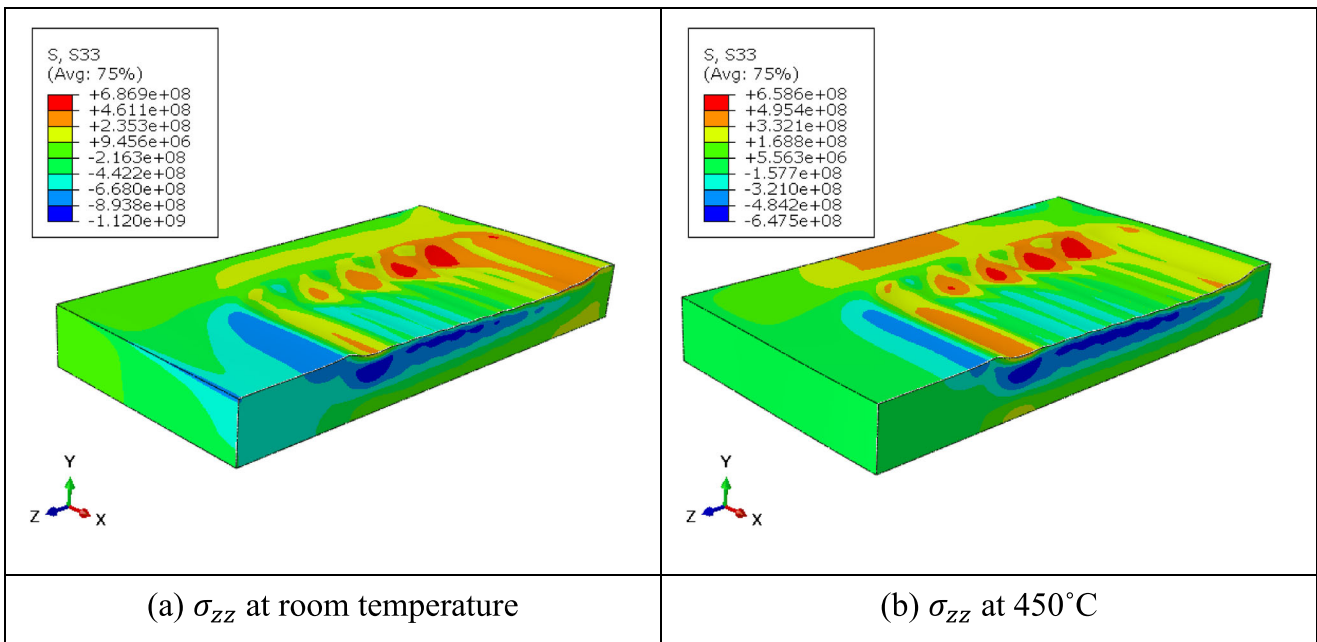 S, S33
(Avg: 75%)
+6.869e+08
+4.611e+08
+2.353e+08
+9.456e+06
-2.163e+08
-4.422e+08
-6.680e+08
-8.938e+08
-1.120e+09
Y
Z
X
S, S33
(Avg: 75%)
+6.586e+08
+4.954e+08
+3.321e+08
+1.688e+08
+5.563e+06
-1.577e+08
-3.210e+08
-4.842e+08
-6.475e+08
Y
Z
X
(a) 𝜎𝑧𝑧 at room temperature
(b) 𝜎𝑧𝑧 at 450˚C